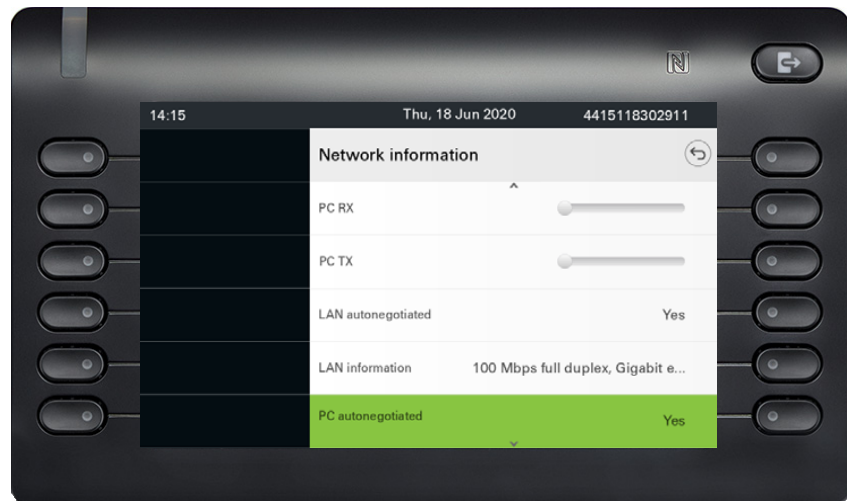 14:15 Thu, 18 Jun 2020 4415118302911
Network information
PC RX
PC TX
LAN autonegotiated Yes
LAN information 100 Mbps full duplex, Gigabit e...
PC autonegotiated Yes